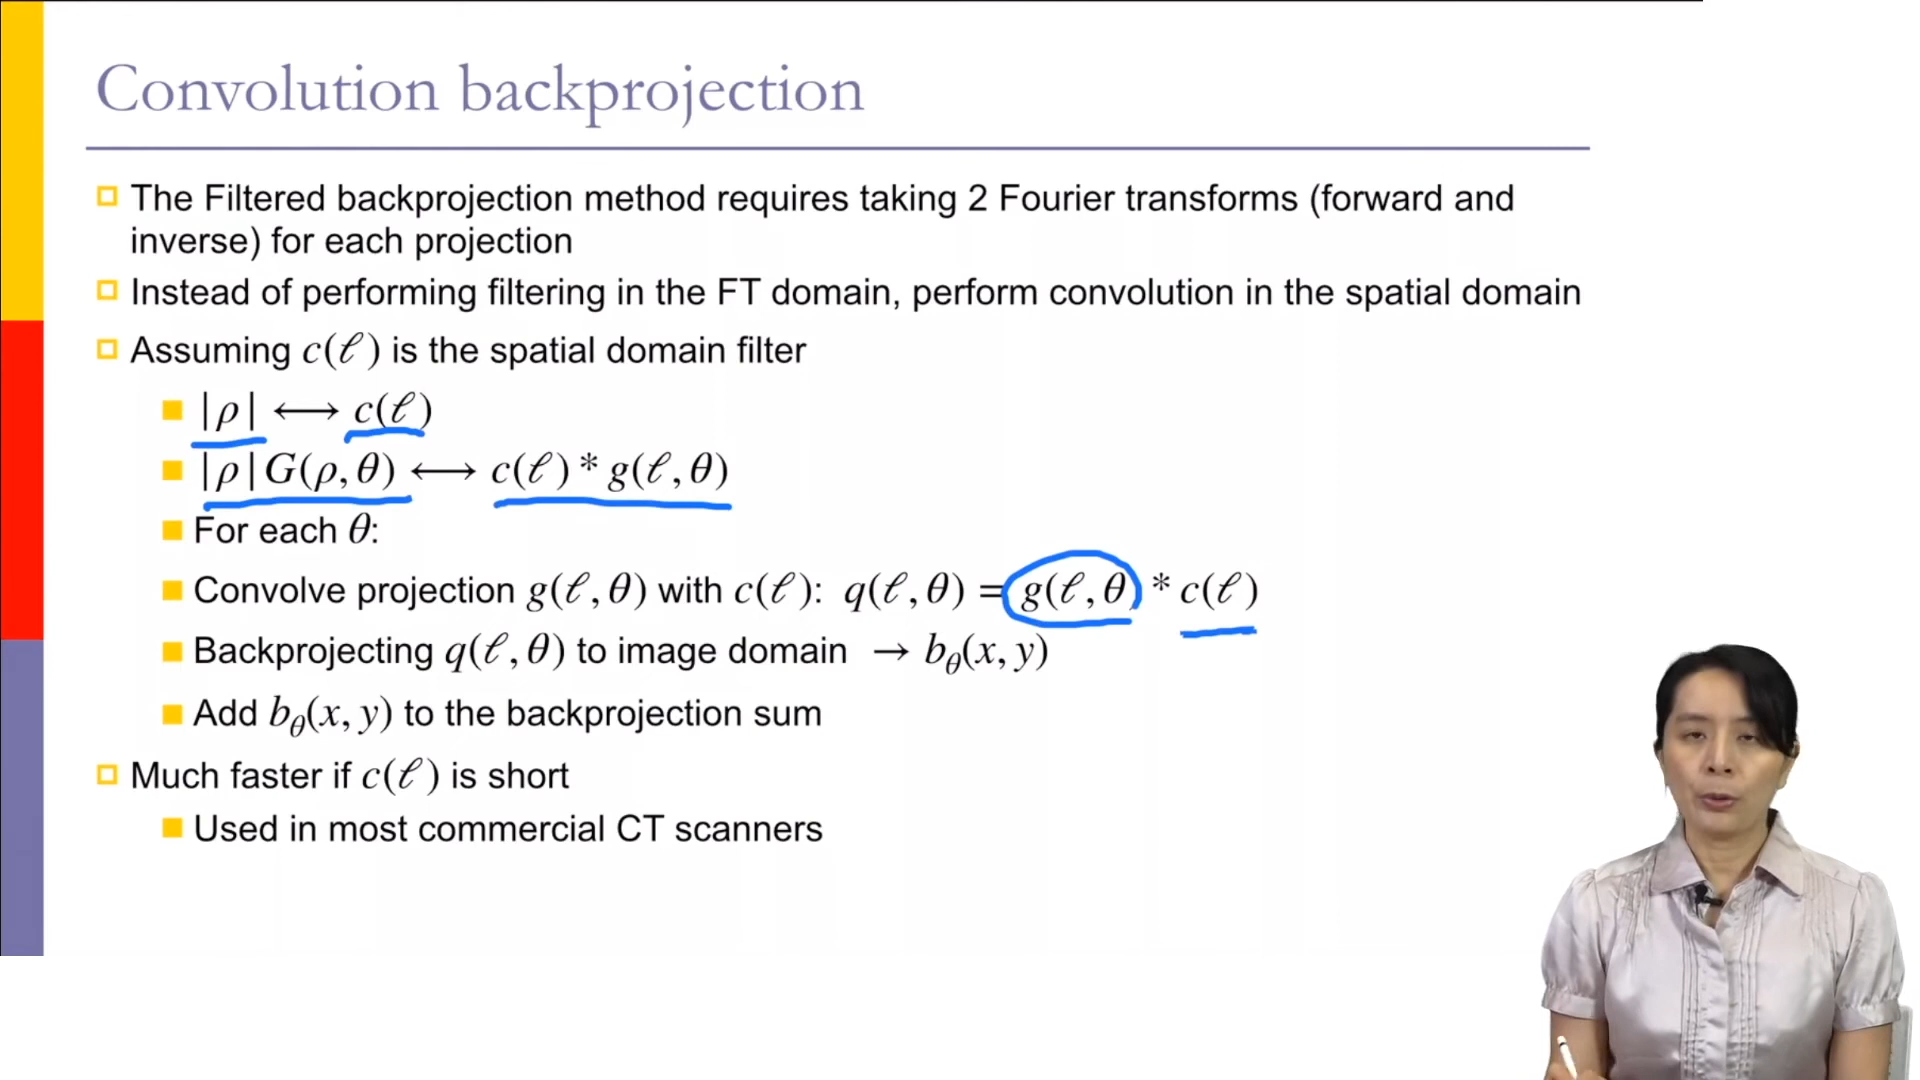 Convolution backprojection
The Filtered backprojection method requires taking 2 Fourier transforms (forward and
inverse) for each projection
Instead of performing filtering in the FT domain, perform convolution in the spatial domain
Assuming c(ℓ) is the spatial domain filter
|ρ| ⟷ c(ℓ)
|ρ|G(ρ,θ) ⟷ c(ℓ) * g(ℓ,θ)
For each θ:
Convolve projection g(ℓ,θ) with c(ℓ): q(ℓ,θ) = g(ℓ,θ) * c(ℓ)
Backprojecting q(ℓ,θ) to image domain → bθ(x, y)
Add bθ(x, y) to the backprojection sum
Much faster if c(ℓ) is short
Used in most commercial CT scanners